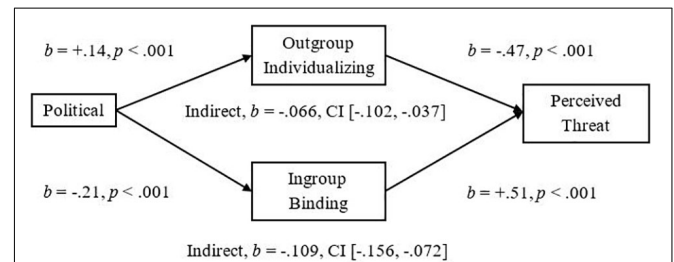 b = +.14, p < .001
Outgroup
Individualizing
b = -.47, p < .001
Political
Indirect, b = -.066, CI [-.102, -.037]
Perceived
Threat
b = -.21, p < .001
Ingroup
Binding
b = +.51, p < .001
Indirect, b = -.109, CI [-.156, -.072]